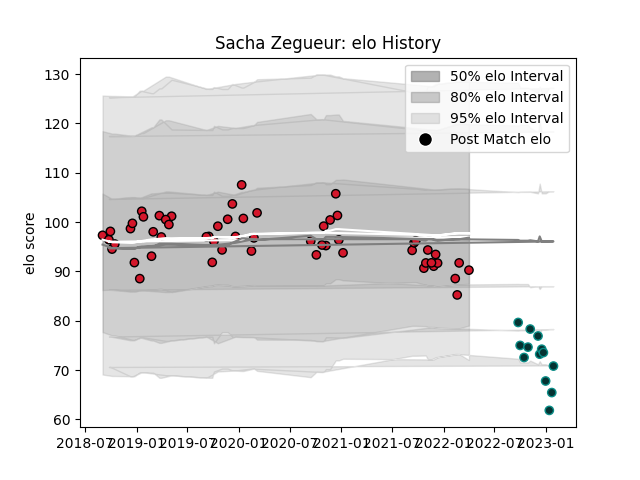 Sacha Zegueur: elo History
50% elo Interval
80% elo Interval
95% elo Interval
Post Match elo
elo score
130
120
110
100
90
80
70
60
2018-07 2019-01 2019-07 2020-01 2020-07 2021-01 2021-07 2022-01 2022-07 2023-01